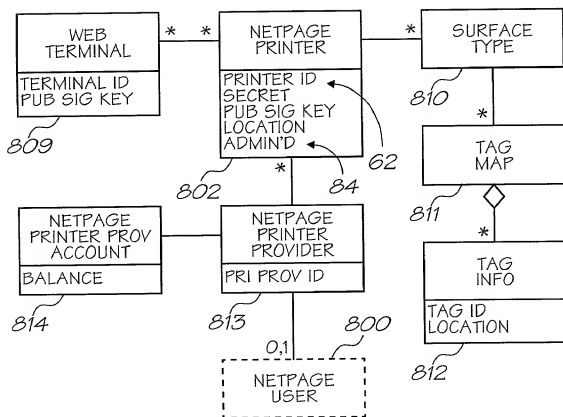 WEB
TERMINAL
TERMINAL ID
PUB SIG KEY
809
* *
NETPAGE
PRINTER
PRINTER ID
SECRET
PUB SIG KEY
LOCATION
ADMIN'D
802
62
84
*
*
SURFACE
TYPE
810
*
TAG
MAP
811
*
TAG
INFO
TAG ID
LOCATION
812
NETPAGE
PRINTER PROV
ACCOUNT
BALANCE
814
NETPAGE
PRINTER
PROVIDER
PRI PROV ID
813
0,1
800
NETPAGE
USER